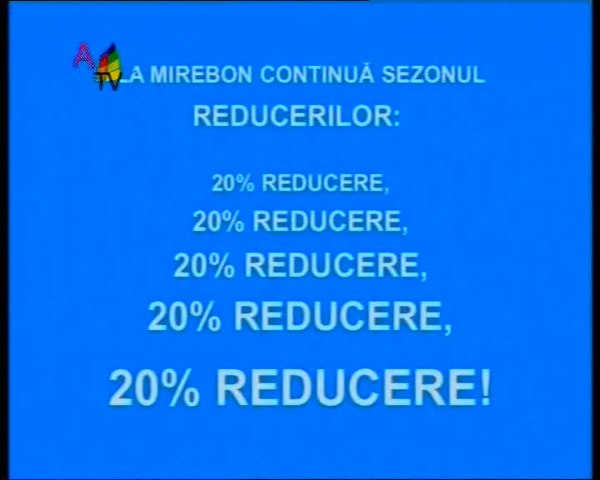 LA MIREBON CONTINUĂ SEZONUL
REDUCERILOR:
20% REDUCERE,
20% REDUCERE,
20% REDUCERE,
20% REDUCERE,
20% REDUCERE!